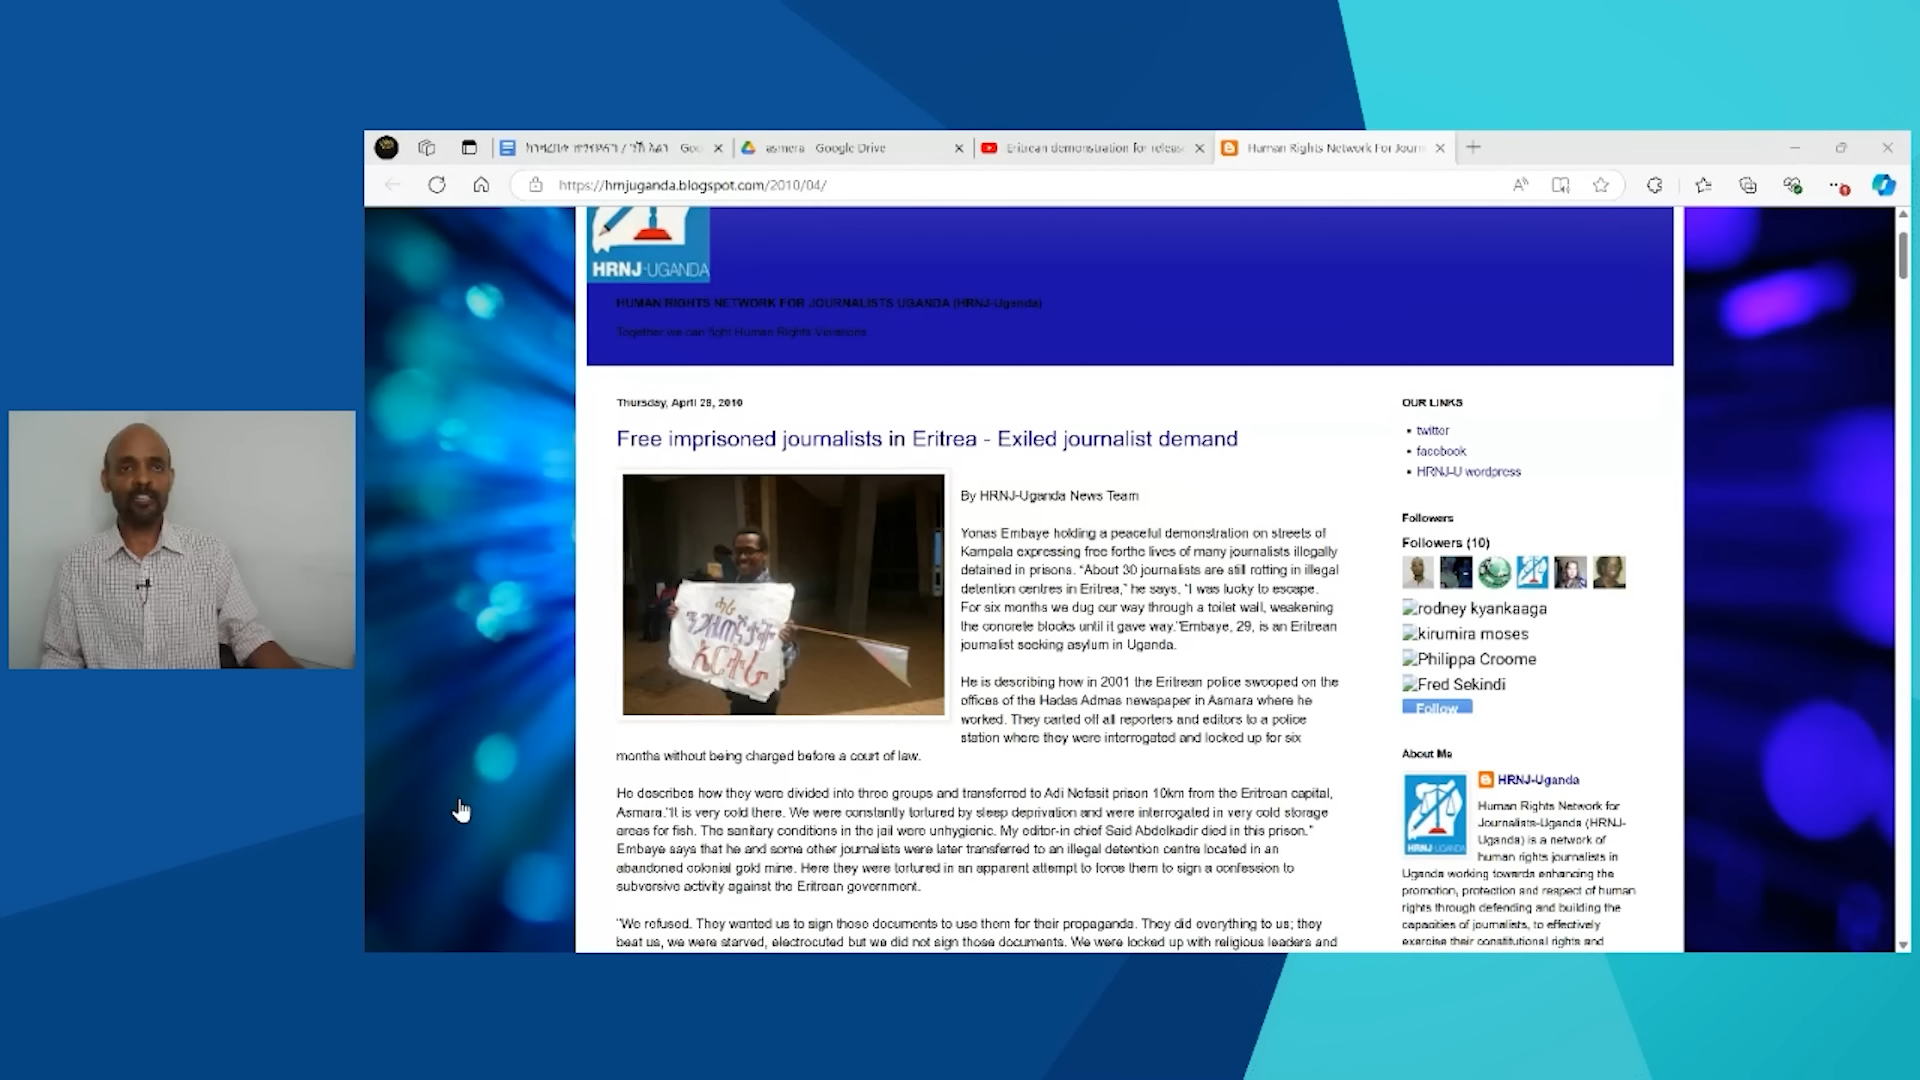 asmera - Google Drive
Eritrean demonstration for releas
Human Rights Network For Journ
https://hrnjuganda.blogspot.com/2010/04/
HRNJ-UGANDA
HUMAN RIGHTS NETWORK FOR JOURNALISTS UGANDA (HRNJ-Uganda)
Together we can fight Human Rights Violations
Thursday, April 29, 2010
Free imprisoned journalists in Eritrea - Exiled journalist demand
ሓራ
ንጋዜጠኛታት
ኤርትራ
By HRNJ-Uganda News Team
Yonas Embaye holding a peaceful demonstration on streets of
Kampala expressing free forthe lives of many journalists illegally
detained in prisons. "About 30 journalists are still rotting in illegal
detention centres in Eritrea," he says, "I was lucky to escape.
For six months we dug our way through a toilet wall, weakening
the concrete blocks until it gave way."Embaye, 29, is an Eritrean
journalist seeking asylum in Uganda.
He is describing how in 2001 the Eritrean police swooped on the
offices of the Hadas Admas newspaper in Asmara where he
worked. They carted off all reporters and editors to a police
station where they were interrogated and locked up for six
months without being charged before a court of law.
He describes how they were divided into three groups and transferred to Adi Nefasit prison 10km from the Eritrean capital,
Asmara."It is very cold there. We were constantly tortured by sleep deprivation and were interrogated in very cold storage
areas for fish. The sanitary conditions in the jail were unhygienic. My editor-in chief Said Abdolkadir died in this prison."
Embaye says that he and some other journalists were later transferred to an illegal detention centre located in an
abandoned colonial gold mine. Here they were tortured in an apparent attempt to force them to sign a confession to
subversive activity against the Eritrean government.
"We refused. They wanted us to sign those documents to use them for their propaganda. They did everything to us; they
beat us, we were starved, electrocuted but we did not sign those documents. We were locked up with religious leaders and
OUR LINKS
twitter
facebook
HRNJ-U wordpress
Followers
Followers (10)
rodney kyankaaga
kirumira moses
Philippa Croome
Fred Sekindi
Follow
About Me
HRNJ-UGANDA
HRNJ-Uganda
Human Rights Network for
Journalists-Uganda (HRNJ-
Uganda) is a network of
human rights journalists in
Uganda working towards enhancing the
promotion, protection and respect of human
rights through defending and building the
capacities of journalists, to effectively
exercise their constitutional rights and